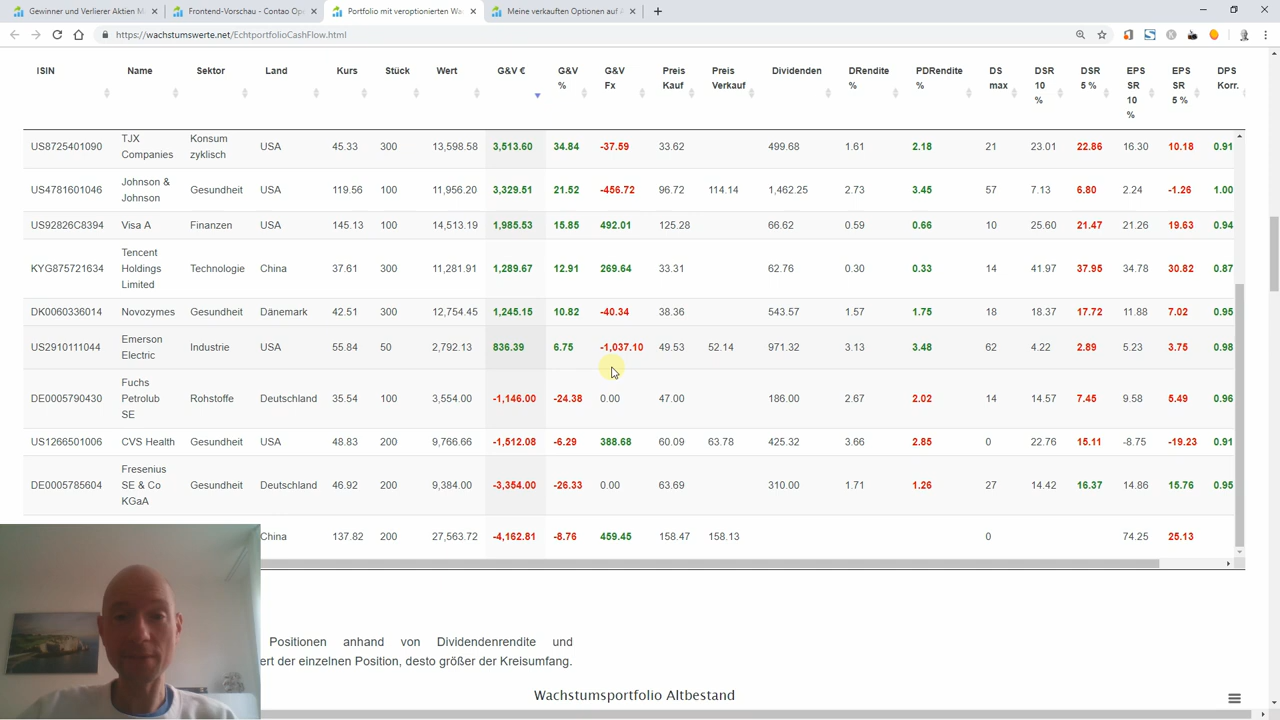 Gewinner und Verlierer Aktien M
Frontend-Vorschau - Contao Op
Portfolio mit veroptionierten Wa
Meine verkauften Optionen auf A
https://wachstumswerte.net/EchtportfolioCashFlow.html
ISIN Name Sektor Land Kurs Stück Wert G&V € G&V % G&V Fx Preis Kauf Preis Verkauf Dividenden DRendite % PDRendite % DS max DSR 10 % DSR 5 % EPS SR 10 % EPS SR 5 % DPS Korr.
US8725401090 TJX Companies Konsum zyklisch USA 45.33 300 13,598.58 3,513.60 34.84 -37.59 33.62 499.68 1.61 2.18 21 23.01 22.86 16.30 10.18 0.91
US4781601046 Johnson & Johnson Gesundheit USA 119.56 100 11,956.20 3,329.51 21.52 -456.72 96.72 114.14 1,462.25 2.73 3.45 57 7.13 6.80 2.24 -1.26 1.00
US92826C8394 Visa A Finanzen USA 145.13 100 14,513.19 1,985.53 15.85 492.01 125.28 66.62 0.59 0.66 10 25.60 21.47 21.26 19.63 0.94
KYG875721634 Tencent Holdings Limited Technologie China 37.61 300 11,281.91 1,289.67 12.91 269.64 33.31 62.76 0.30 0.33 14 41.97 37.95 34.78 30.82 0.87
DK0060336014 Novozymes Gesundheit Dänemark 42.51 300 12,754.45 1,245.15 10.82 -40.34 38.36 543.57 1.57 1.75 18 18.37 17.72 11.88 7.02 0.95
US2910111044 Emerson Electric Industrie USA 55.84 50 2,792.13 836.39 6.75 -1,037.10 49.53 52.14 971.32 3.13 3.48 62 4.22 2.89 5.23 3.75 0.98
DE0005790430 Fuchs Petrolub SE Rohstoffe Deutschland 35.54 100 3,554.00 -1,146.00 -24.38 0.00 47.00 186.00 2.67 2.02 14 14.57 7.45 9.58 5.49 0.96
US1266501006 CVS Health Gesundheit USA 48.83 200 9,766.66 -1,512.08 -6.29 388.68 60.09 63.78 425.32 3.66 2.85 0 22.76 15.11 -8.75 -19.23 0.91
DE0005785604 Fresenius SE & Co KGaA Gesundheit Deutschland 46.92 200 9,384.00 -3,354.00 -26.33 0.00 63.69 310.00 1.71 1.26 27 14.42 16.37 14.86 15.76 0.95
China 137.82 200 27,563.72 -4,162.81 -8.76 459.45 158.47 158.13 0 74.25 25.13
Positionen anhand von Dividendenrendite und
ert der einzelnen Position, desto größer der Kreisumfang.
Wachstumsportfolio Altbestand